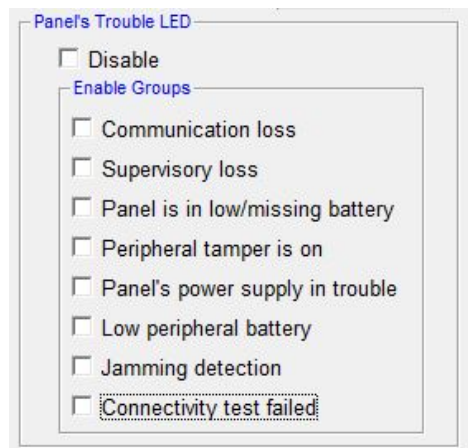 Panel's Trouble LED
Disable
Enable Groups
Communication loss
Supervisory loss
Panel is in low/missing battery
Peripheral tamper is on
Panel's power supply in trouble
Low peripheral battery
Jamming detection
Connectivity test failed